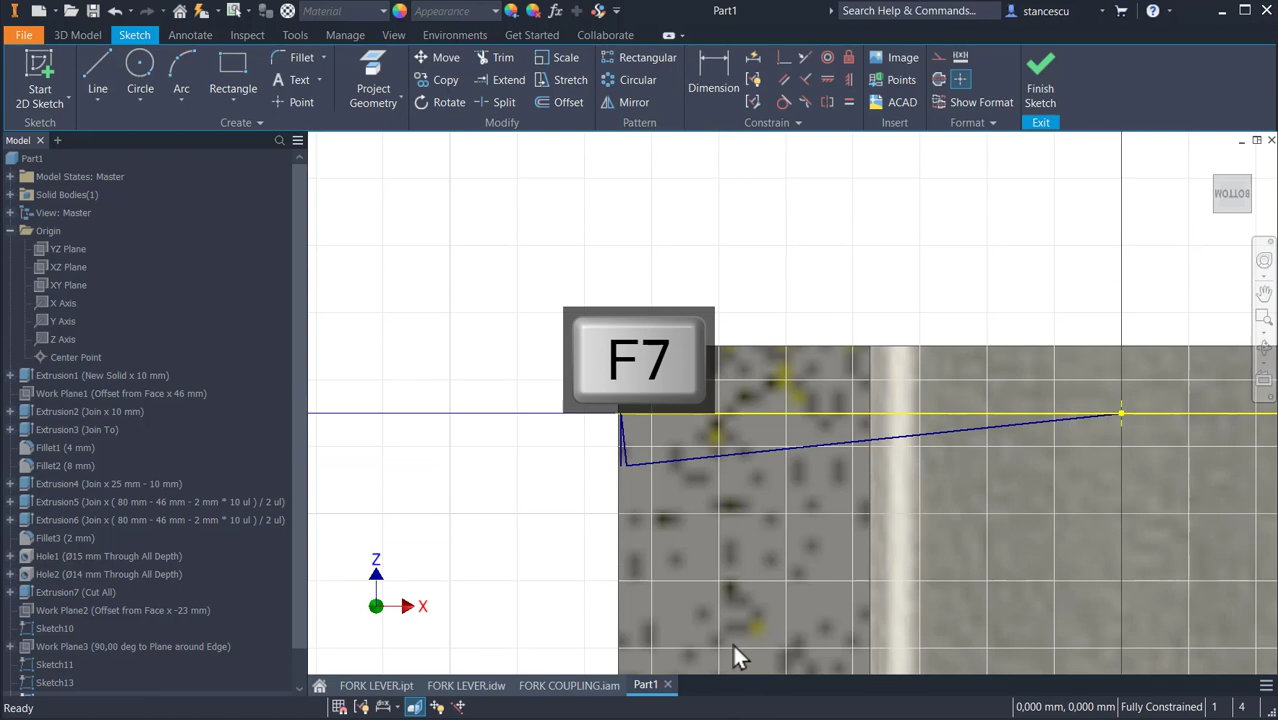 Material
Appearance
Part1
Search Help & Commands...
stancescu
File
3D Model
Sketch
Annotate
Inspect
Tools
Manage
View
Environments
Get Started
Collaborate
Start
2D Sketch
Line
Circle
Arc
Rectangle
Fillet
Text
Point
Project
Geometry
Move
Copy
Rotate
Trim
Extend
Split
Scale
Stretch
Offset
Rectangular
Circular
Mirror
Dimension
Image
Points
ACAD
Show Format
Finish
Sketch
Sketch
Create
Modify
Pattern
Constrain
Insert
Format
Exit
Model
Part1
Model States: Master
Solid Bodies(1)
View: Master
Origin
YZ Plane
XZ Plane
XY Plane
X Axis
Y Axis
Z Axis
Center Point
Extrusion1 (New Solid x 10 mm)
Work Plane1 (Offset from Face x 46 mm)
Extrusion2 (Join x 10 mm)
Extrusion3 (Join To)
Fillet1 (4 mm)
Fillet2 (8 mm)
Extrusion4 (Join x 25 mm - 10 mm)
Extrusion5 (Join x ( 80 mm - 46 mm - 2 mm * 10 ul ) / 2 ul)
Extrusion6 (Join x ( 80 mm - 46 mm - 2 mm * 10 ul ) / 2 ul)
Fillet3 (2 mm)
Hole1 (Ø15 mm Through All Depth)
Hole2 (Ø14 mm Through All Depth)
Extrusion7 (Cut All)
Work Plane2 (Offset from Face x -23 mm)
Sketch10
Work Plane3 (90,00 deg to Plane around Edge)
Sketch11
Sketch13
BOTTOM
F7
Z
X
FORK LEVER.ipt
FORK LEVER.idw
FORK COUPLING.iam
Part1
Ready
0,000 mm, 0,000 mm
Fully Constrained
1
4